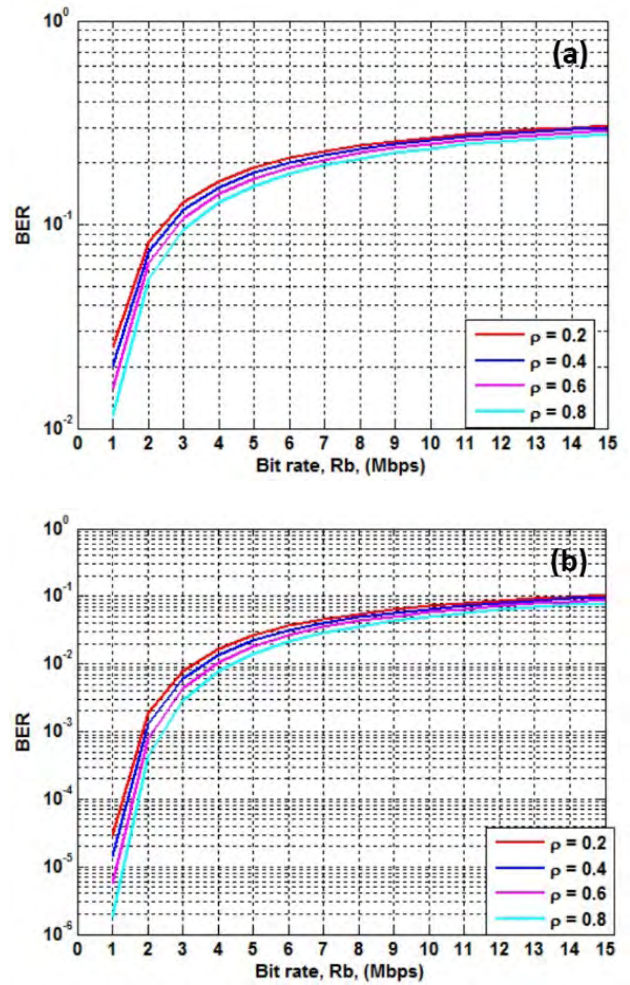 (a)
10^0
10^-1
10^-2
BER
0 1 2 3 4 5 6 7 8 9 10 11 12 13 14 15
Bit rate, Rb, (Mbps)
ρ = 0.2
ρ = 0.4
ρ = 0.6
ρ = 0.8
(b)
10^0
10^-1
10^-2
10^-3
10^-4
10^-5
10^-6
BER
0 1 2 3 4 5 6 7 8 9 10 11 12 13 14 15
Bit rate, Rb, (Mbps)
ρ = 0.2
ρ = 0.4
ρ = 0.6
ρ = 0.8